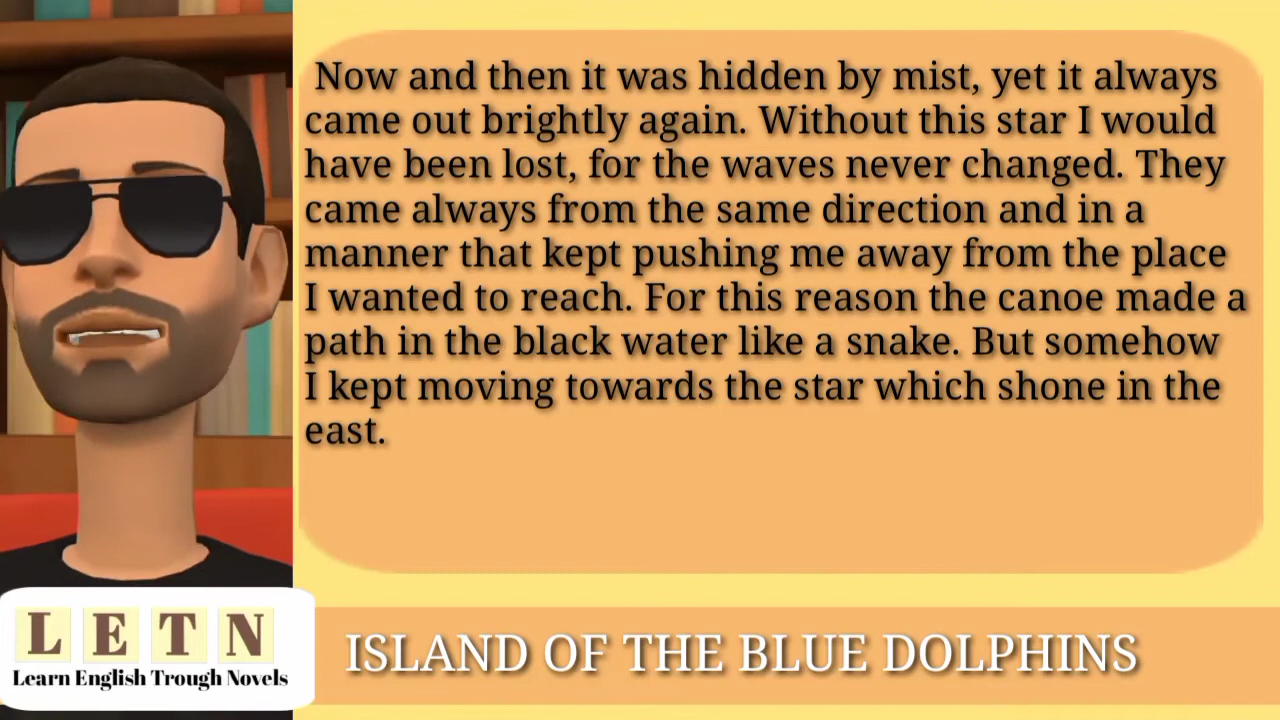 Now and then it was hidden by mist, yet it always
came out brightly again. Without this star I would
have been lost, for the waves never changed. They
came always from the same direction and in a
manner that kept pushing me away from the place
I wanted to reach. For this reason the canoe made a
path in the black water like a snake. But somehow
I kept moving towards the star which shone in the
east.
L E T N
Learn English Trough Novels
ISLAND OF THE BLUE DOLPHINS